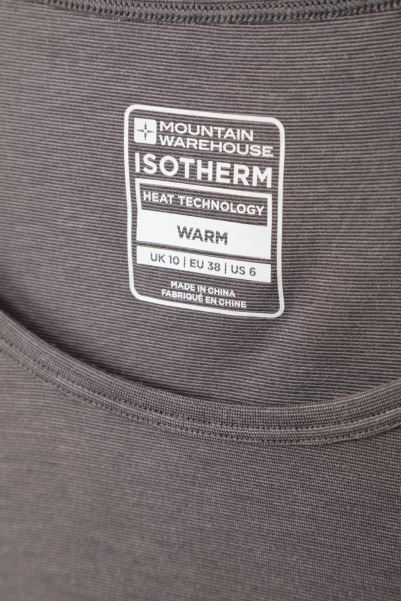 MOUNTAIN
WAREHOUSE
ISOTHERM
HEAT TECHNOLOGY
WARM
UK 10 | EU 38 | US 6
MADE IN CHINA
FABRIQUÉ EN CHINE